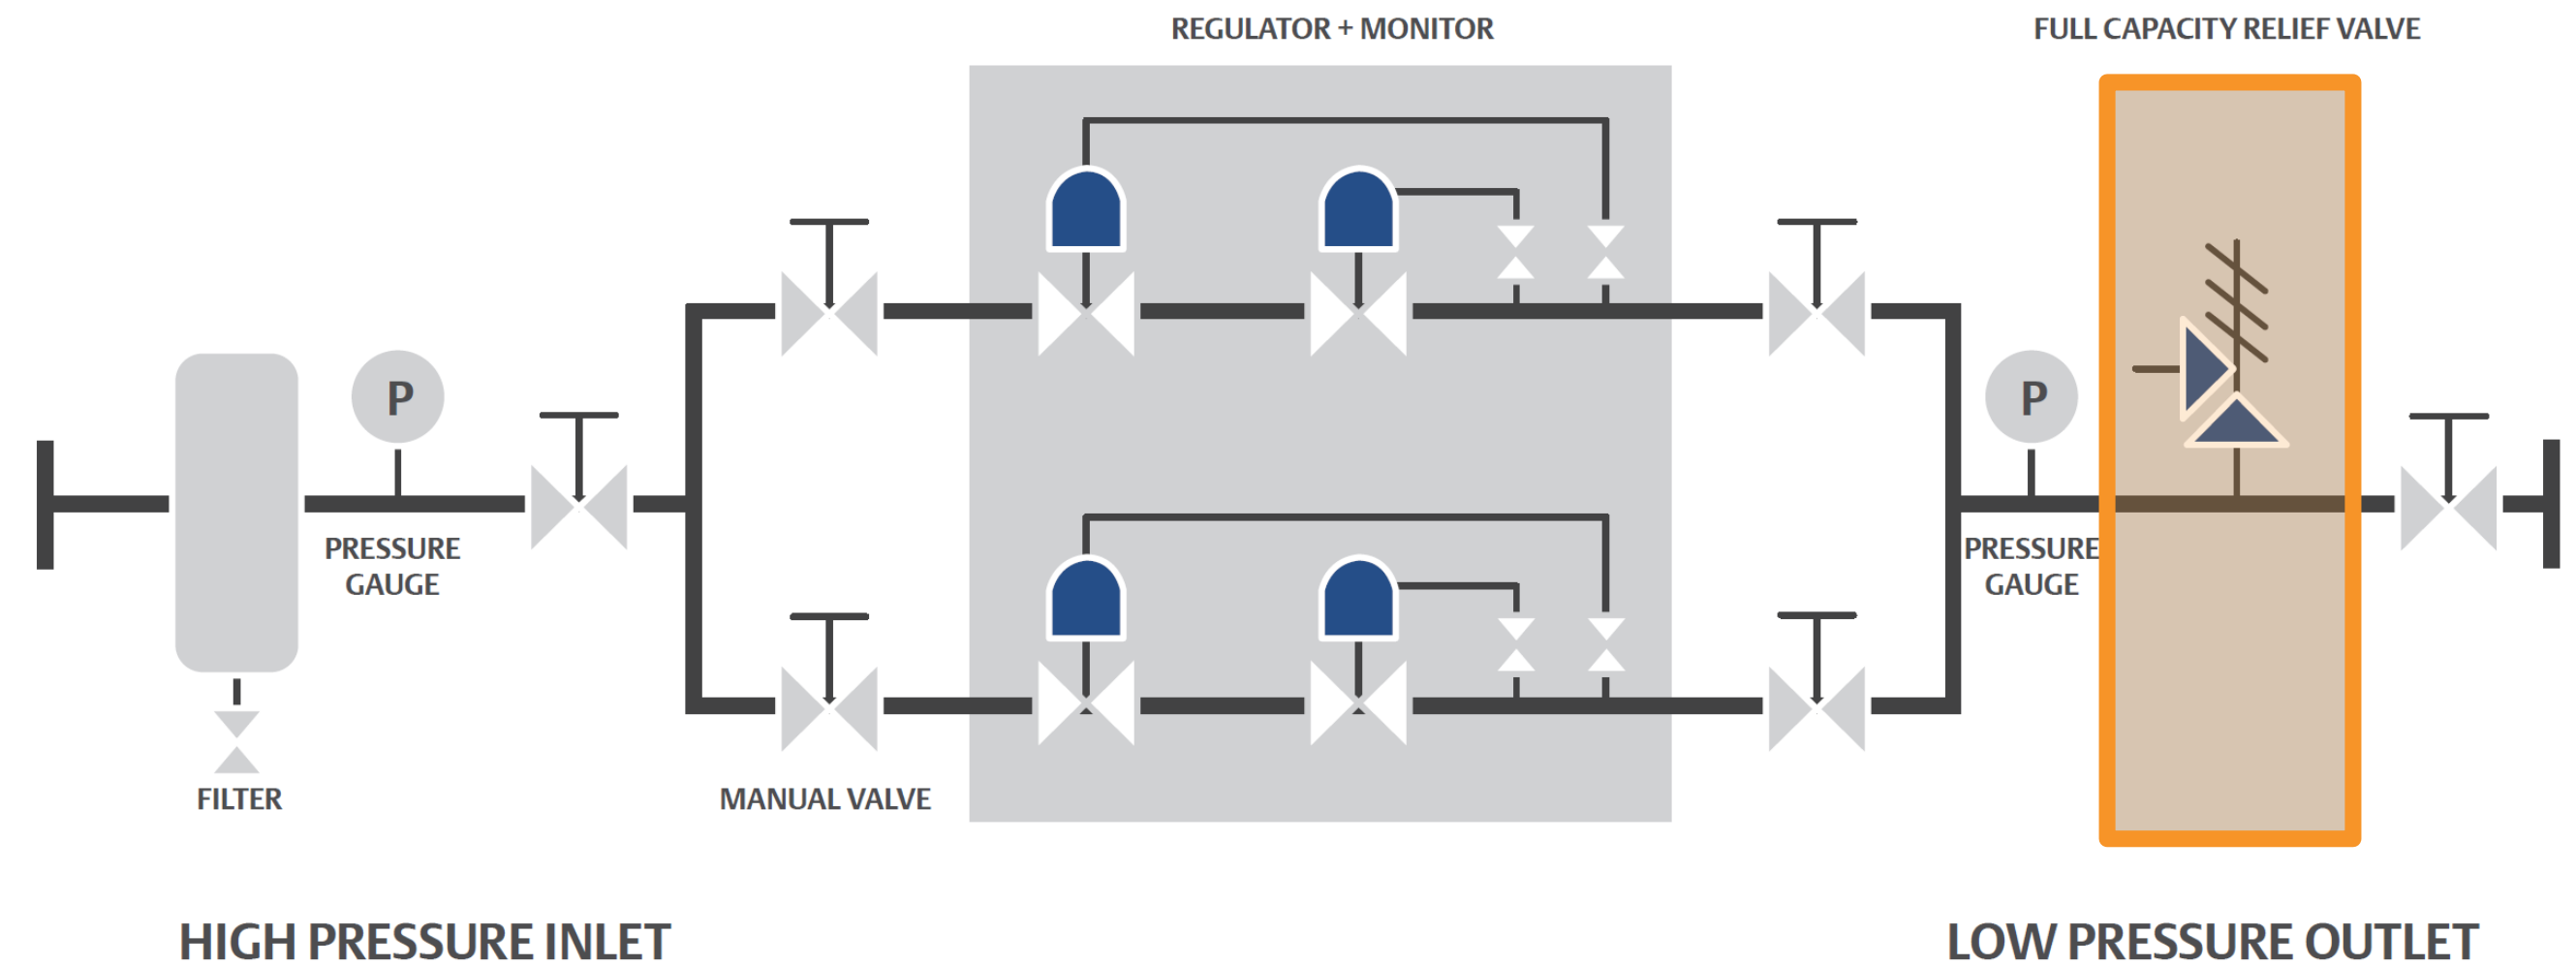 REGULATOR + MONITOR
FULL CAPACITY RELIEF VALVE
P
P
PRESSURE
GAUGE
PRESSURE
GAUGE
FILTER
MANUAL VALVE
HIGH PRESSURE INLET
LOW PRESSURE OUTLET